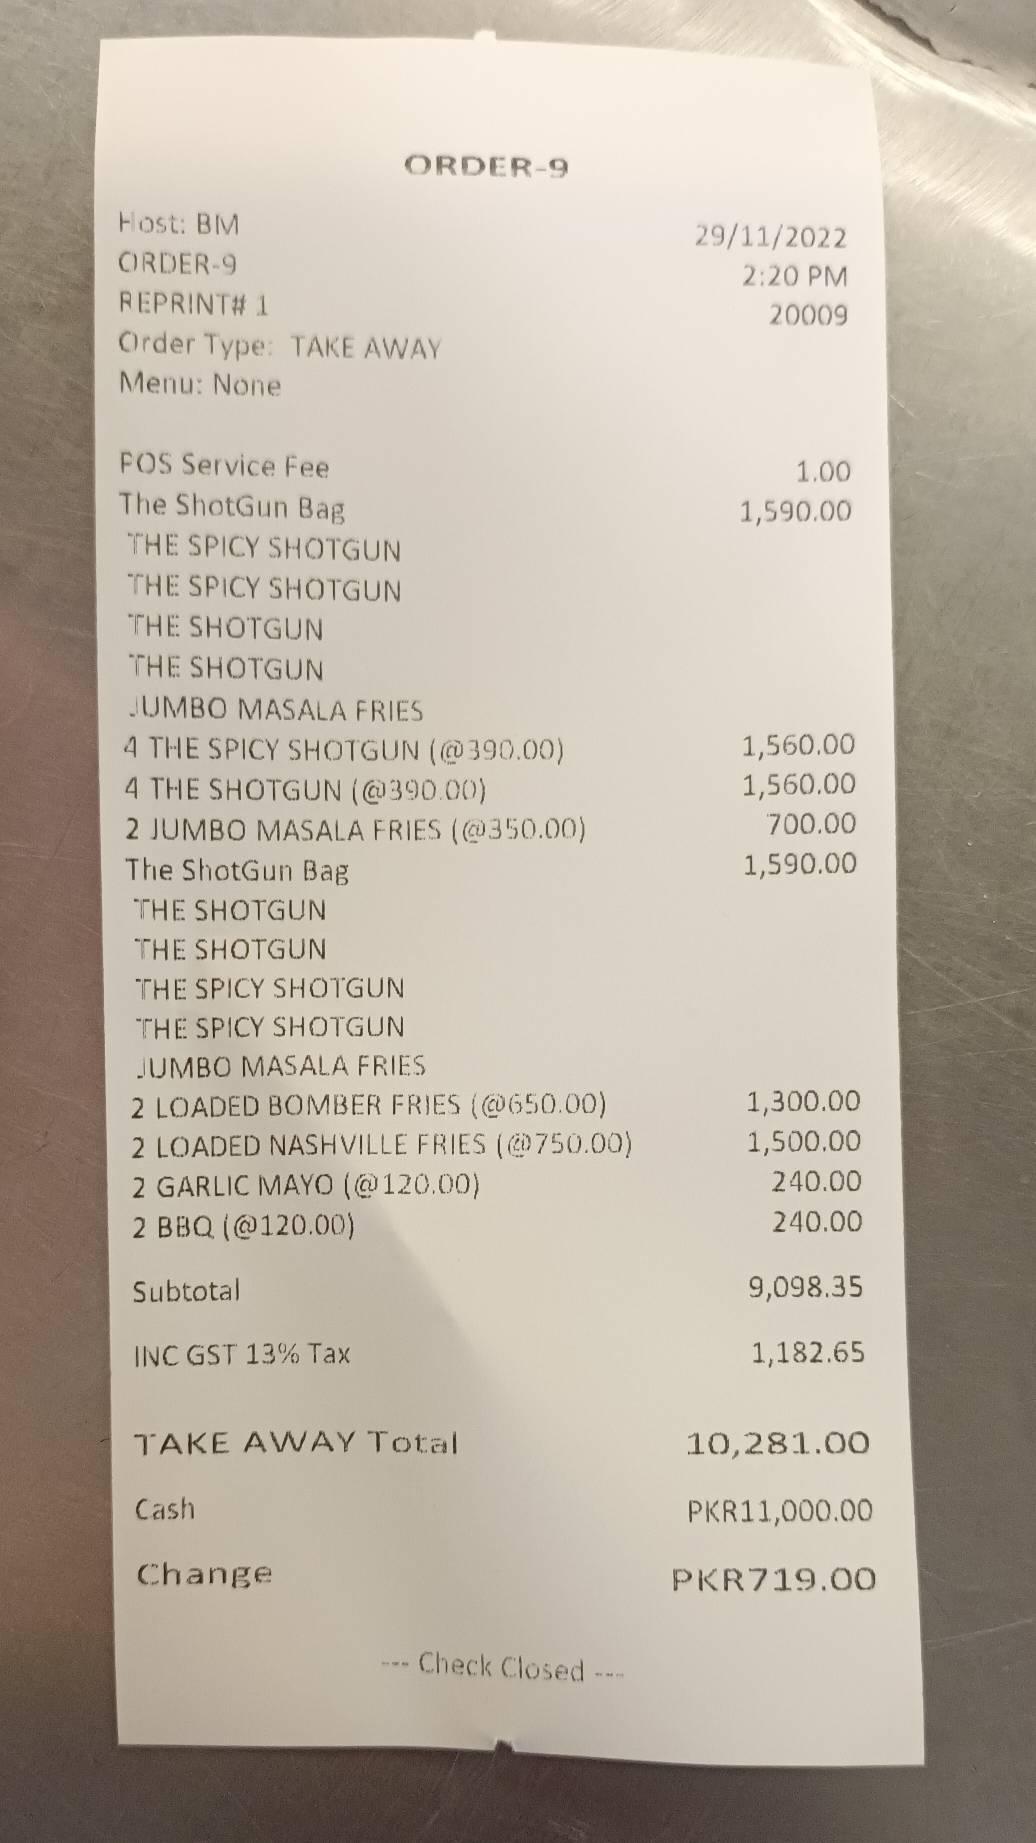 ORDER-9
Host: BM 29/11/2022
ORDER-9 2:20 PM
REPRINT# 1 20009
Order Type: TAKE AWAY
Menu: None
POS Service Fee 1.00
The ShotGun Bag 1,590.00
THE SPICY SHOTGUN
THE SPICY SHOTGUN
THE SHOTGUN
THE SHOTGUN
JUMBO MASALA FRIES
4 THE SPICY SHOTGUN (@390.00) 1,560.00
4 THE SHOTGUN (@390.00) 1,560.00
2 JUMBO MASALA FRIES (@350.00) 700.00
The ShotGun Bag 1,590.00
THE SHOTGUN
THE SHOTGUN
THE SPICY SHOTGUN
THE SPICY SHOTGUN
JUMBO MASALA FRIES
2 LOADED BOMBER FRIES (@650.00) 1,300.00
2 LOADED NASHVILLE FRIES (@750.00) 1,500.00
2 GARLIC MAYO (@120.00) 240.00
2 BBQ (@120.00) 240.00
Subtotal 9,098.35
INC GST 13% Tax 1,182.65
TAKE AWAY Total 10,281.00
Cash PKR11,000.00
Change PKR719.00
--- Check Closed ---